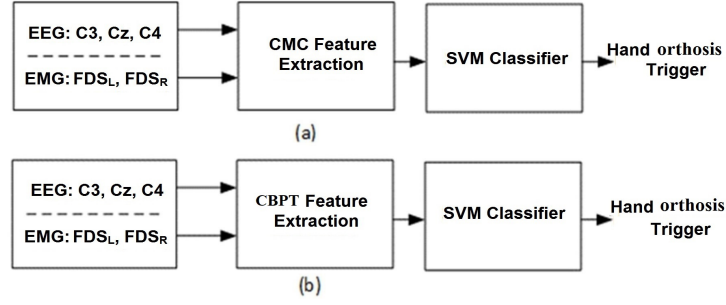 EEG: C3, Cz, C4
EMG: FDSL, FDSR
CMC Feature
Extraction
SVM Classifier
Hand orthosis
Trigger
(a)
EEG: C3, Cz, C4
EMG: FDSL, FDSR
CBPT Feature
Extraction
SVM Classifier
Hand orthosis
Trigger
(b)